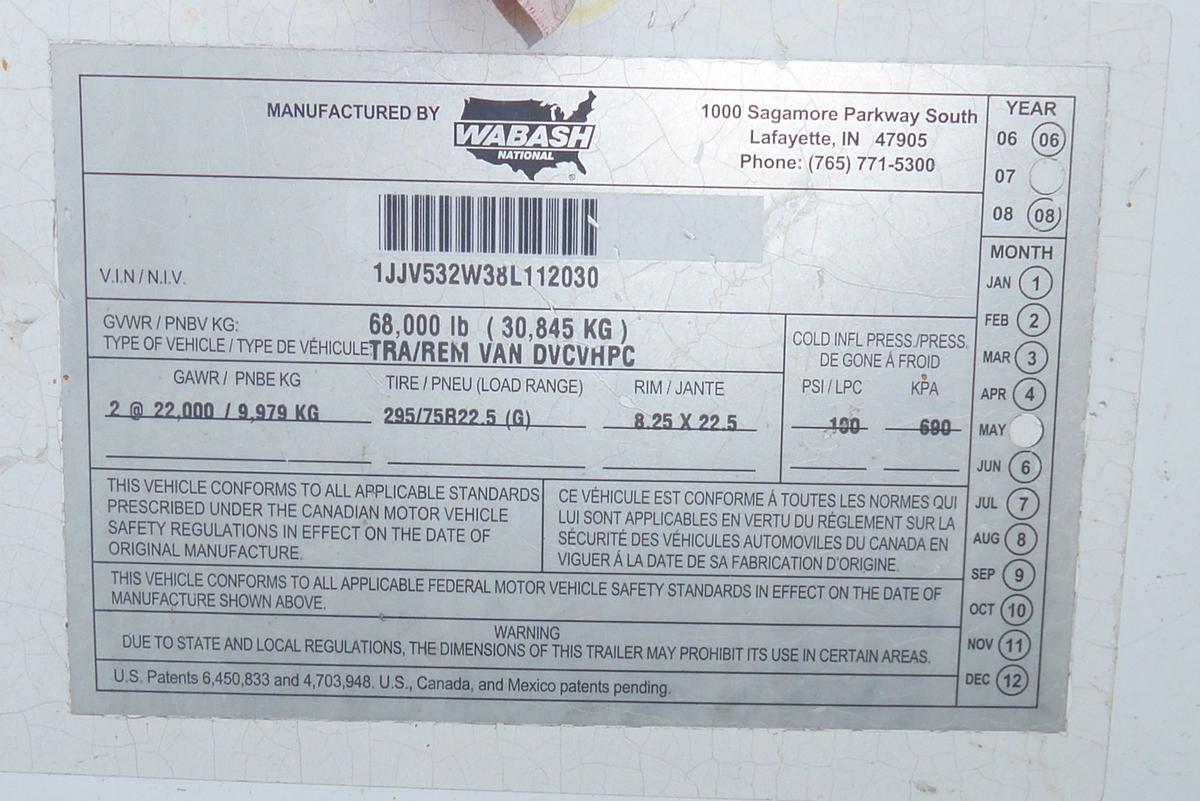 MANUFACTURED BY
WABASH
NATIONAL
®
1000 Sagamore Parkway South
Lafayette, IN 47905
Phone: (765) 771-5300
YEAR
06 06
07
08 08
V.I.N / N.I.V.
1JJV532W38L112030
GVWR / PNBV KG: 68,000 lb ( 30,845 KG )
TYPE OF VEHICLE / TYPE DE VÉHICULE TRA/REM VAN DVCVHPC
COLD INFL PRESS./PRESS.
DE GONE À FROID
GAWR / PNBE KG TIRE / PNEU (LOAD RANGE) RIM / JANTE PSI / LPC KPA
2 @ 22,000 / 9,979 KG 295/75R22.5 (G) 8.25 X 22.5 100 690
THIS VEHICLE CONFORMS TO ALL APPLICABLE STANDARDS
PRESCRIBED UNDER THE CANADIAN MOTOR VEHICLE
SAFETY REGULATIONS IN EFFECT ON THE DATE OF
ORIGINAL MANUFACTURE.
CE VÉHICULE EST CONFORME À TOUTES LES NORMES QUI
LUI SONT APPLICABLES EN VERTU DU RÉGLEMENT SUR LA
SÉCURITÉ DES VÉHICULES AUTOMOVILES DU CANADA EN
VIGUER À LA DATE DE SA FABRICATION D'ORIGINE.
THIS VEHICLE CONFORMS TO ALL APPLICABLE FEDERAL MOTOR VEHICLE SAFETY STANDARDS IN EFFECT ON THE DATE OF
MANUFACTURE SHOWN ABOVE.
WARNING
DUE TO STATE AND LOCAL REGULATIONS, THE DIMENSIONS OF THIS TRAILER MAY PROHIBIT ITS USE IN CERTAIN AREAS.
U.S. Patents 6,450,833 and 4,703,948. U.S., Canada, and Mexico patents pending.
MONTH
JAN 1
FEB 2
MAR 3
APR 4
MAY
JUN 6
JUL 7
AUG 8
SEP 9
OCT 10
NOV 11
DEC 12